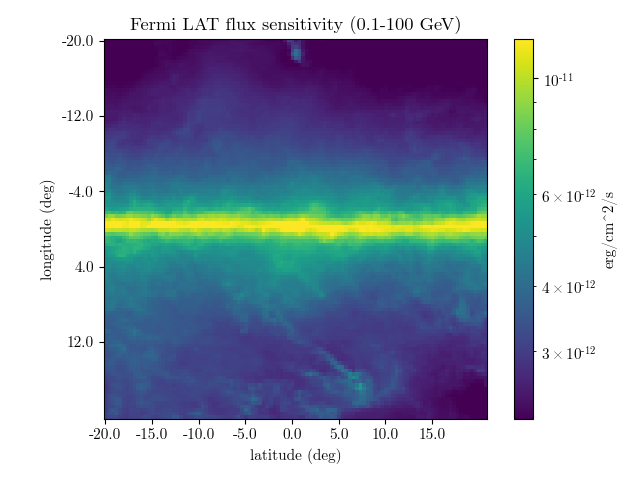 Fermi LAT flux sensitivity (0.1-100 GeV)
-20.0
-12.0
-4.0
4.0
12.0
longitude (deg)
-20.0 -15.0 -10.0 -5.0 0.0 5.0 10.0 15.0
latitude (deg)
10⁻¹¹
6 × 10⁻¹²
4 × 10⁻¹²
3 × 10⁻¹²
erg/cm^2/s